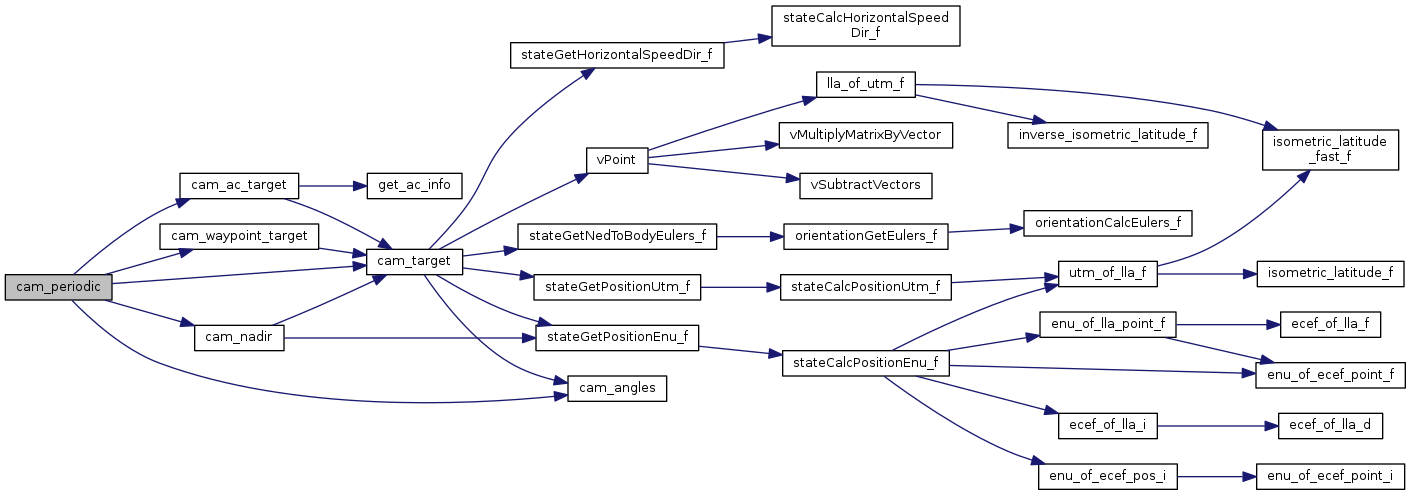 cam_periodic
cam_ac_target
cam_waypoint_target
cam_nadir
get_ac_info
cam_target
stateGetHorizontalSpeedDir_f
vPoint
stateGetNedToBodyEulers_f
stateGetPositionUtm_f
stateGetPositionEnu_f
cam_angles
stateCalcHorizontalSpeed
Dir_f
lla_of_utm_f
vMultiplyMatrixByVector
vSubtractVectors
orientationGetEulers_f
stateCalcPositionUtm_f
stateCalcPositionEnu_f
inverse_isometric_latitude_f
orientationCalcEulers_f
utm_of_lla_f
enu_of_lla_point_f
ecef_of_lla_i
enu_of_ecef_pos_i
isometric_latitude
_fast_f
isometric_latitude_f
ecef_of_lla_f
enu_of_ecef_point_f
ecef_of_lla_d
enu_of_ecef_point_i